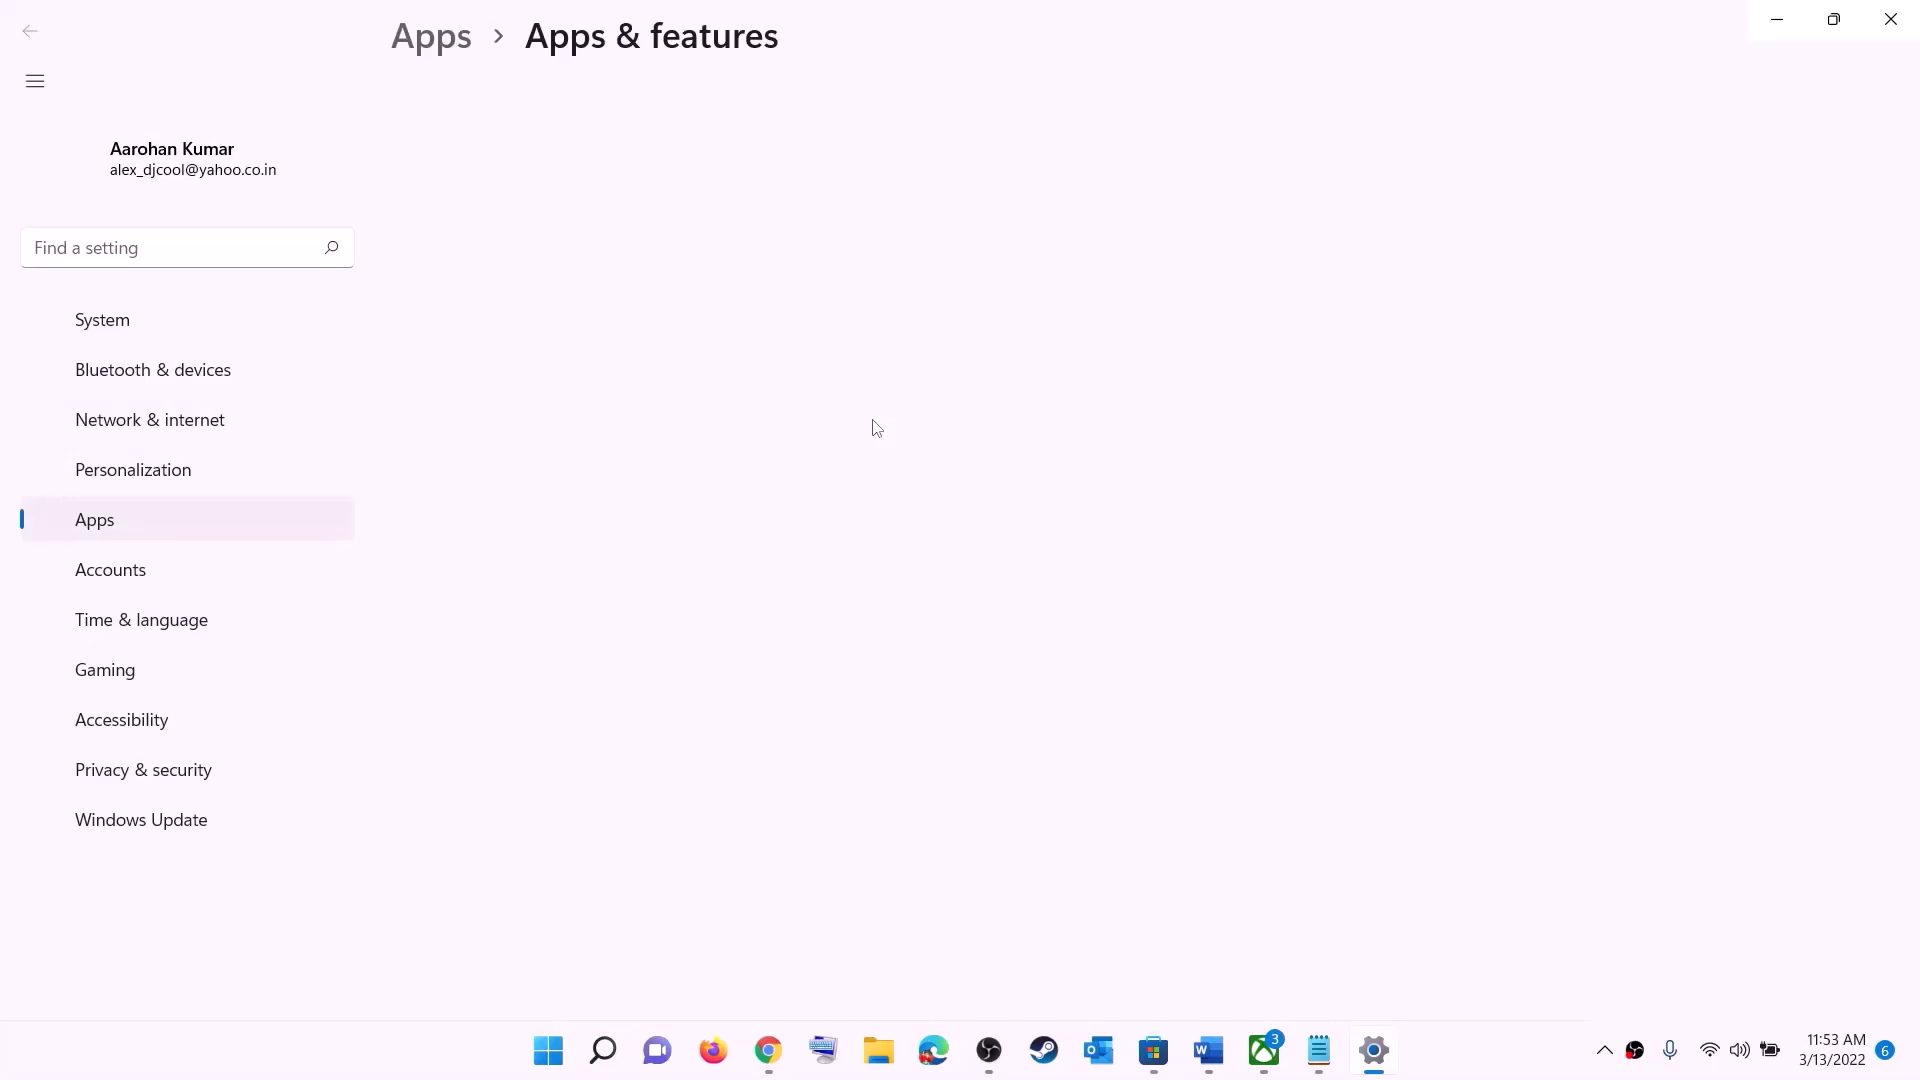 Apps > Apps & features
Aarohan Kumar
alex_djcool@yahoo.co.in
Find a setting
System
Bluetooth & devices
Network & internet
Personalization
Apps
Accounts
Time & language
Gaming
Accessibility
Privacy & security
Windows Update
3
11:53 AM
3/13/2022
6